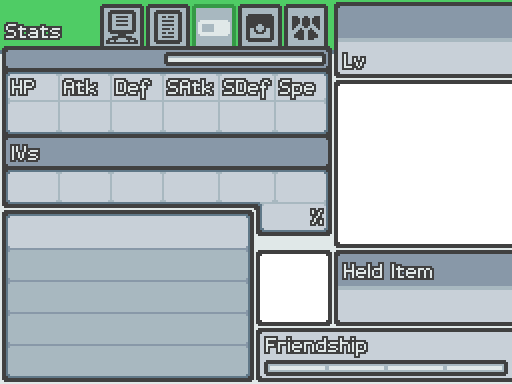 Stats
Lv
HP Atk Def SAtk SDef Spe
IVs
%
Held Item
Friendship